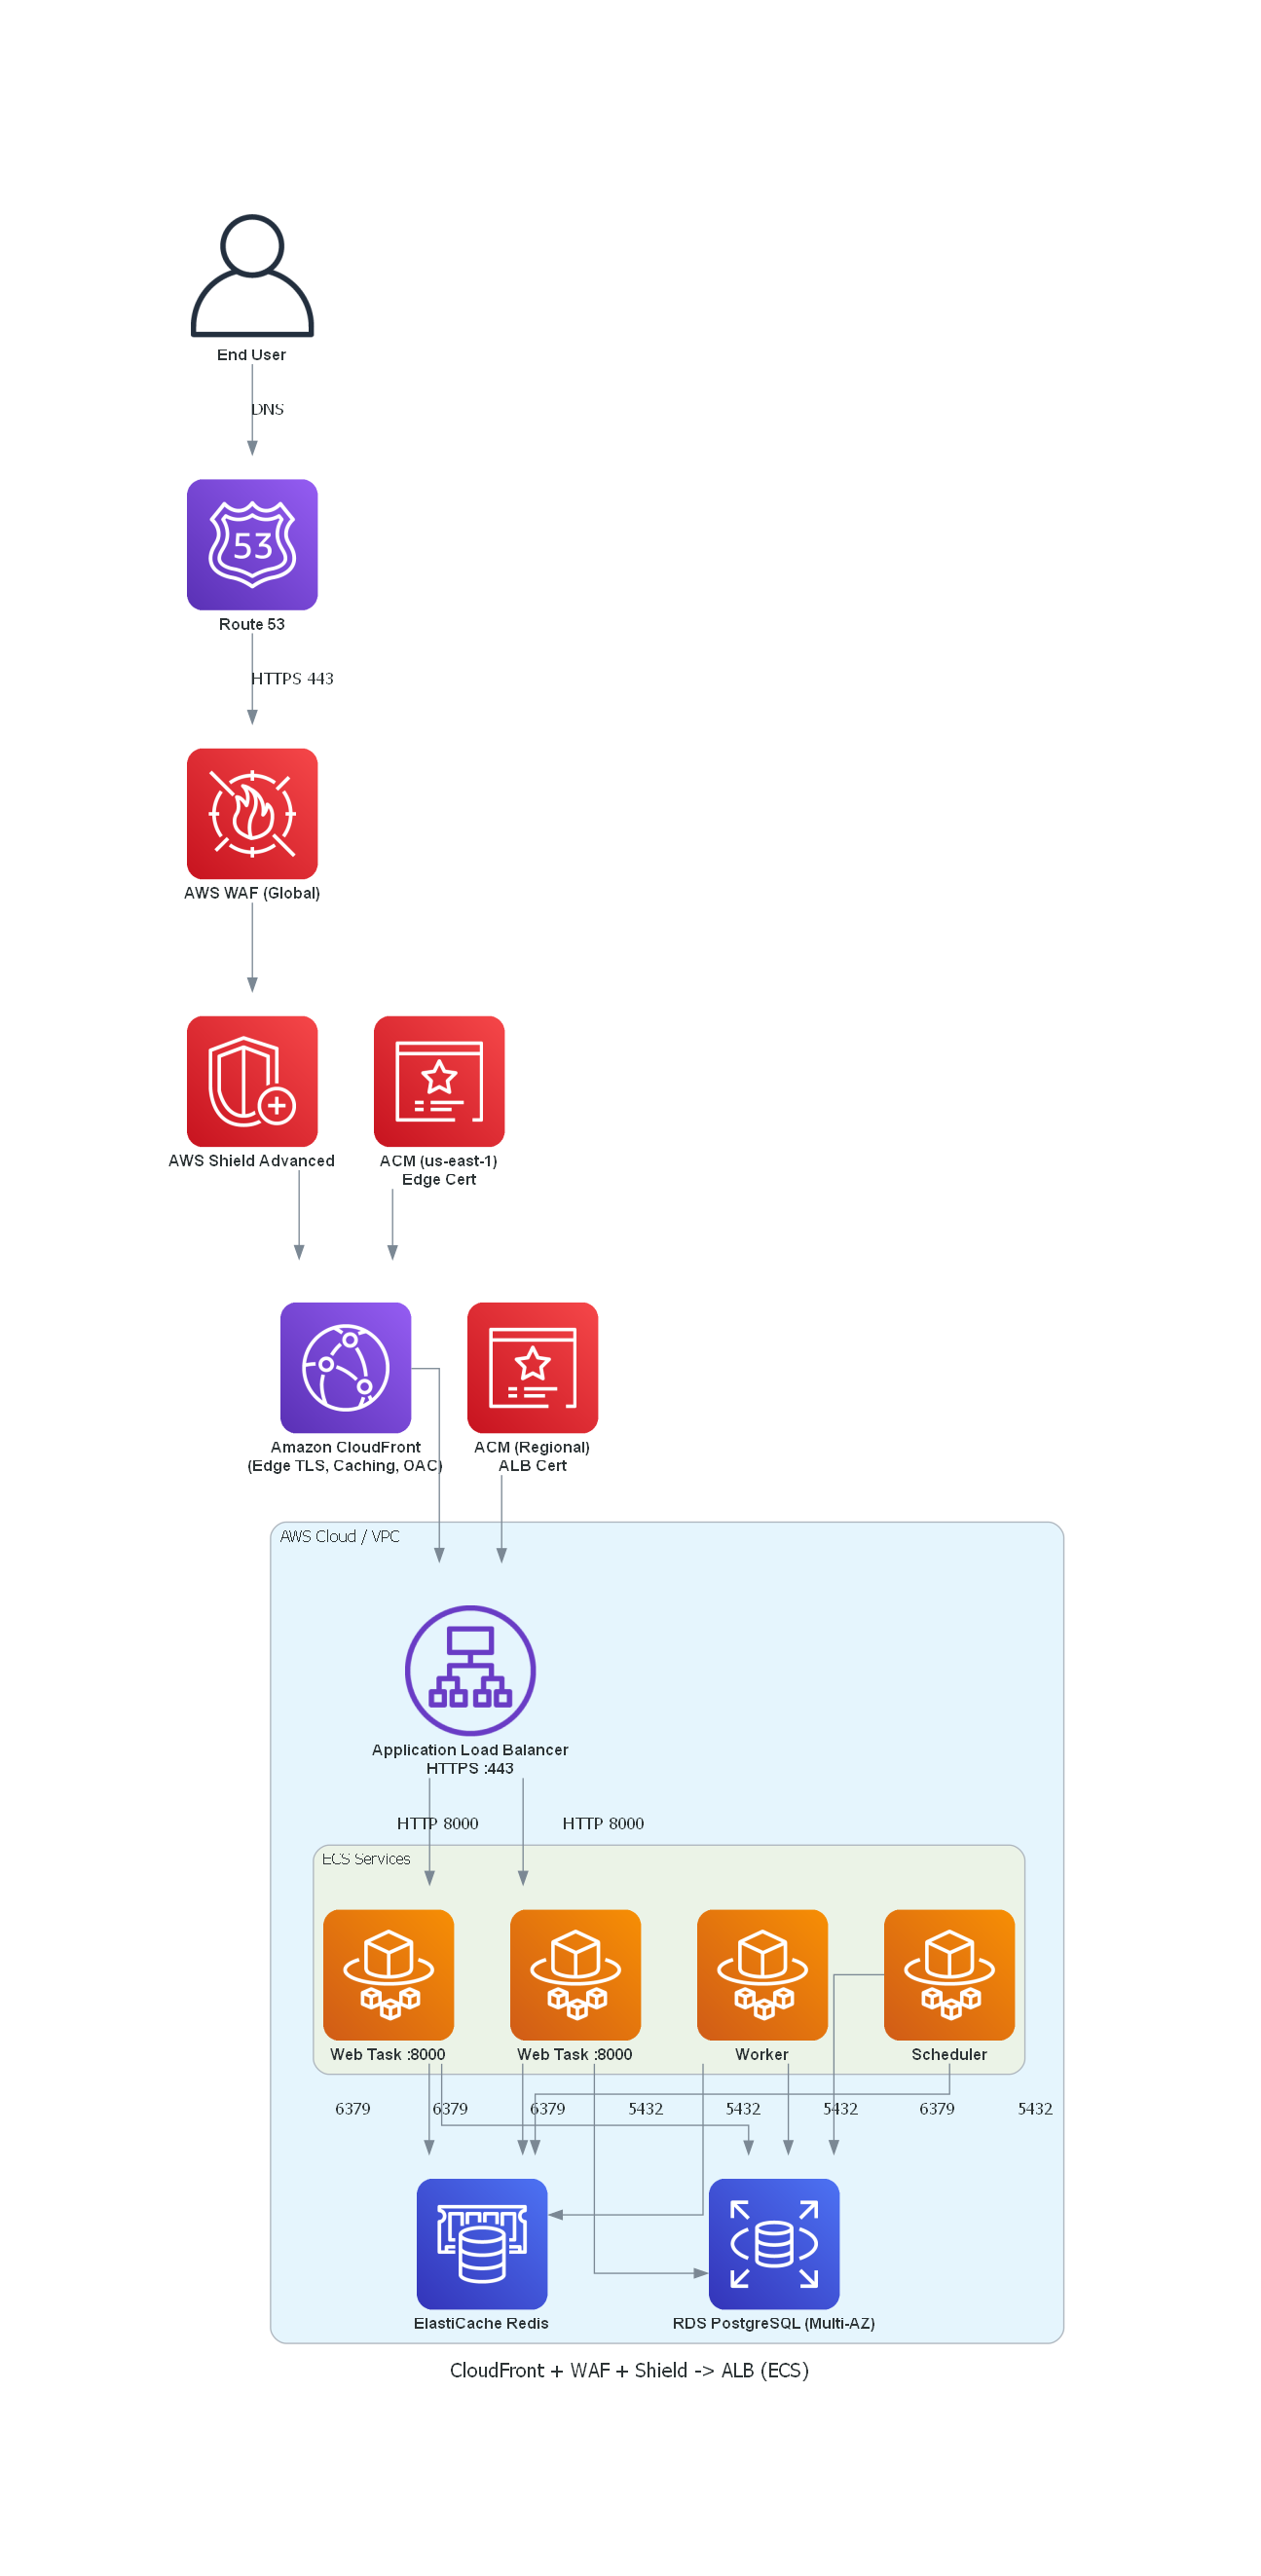 End User
DNS
53
Route 53
HTTPS 443
AWS WAF (Global)
AWS Shield Advanced
ACM (us-east-1)
Edge Cert
Amazon CloudFront
(Edge TLS, Caching, OAC)
ACM (Regional)
ALB Cert
AWS Cloud / VPC
Application Load Balancer
HTTPS :443
HTTP 8000
HTTP 8000
ECS Services
Web Task :8000
Web Task :8000
Worker
Scheduler
6379
6379
6379
5432
5432
5432
6379
5432
ElastiCache Redis
RDS PostgreSQL (Multi-AZ)
CloudFront + WAF + Shield -> ALB (ECS)